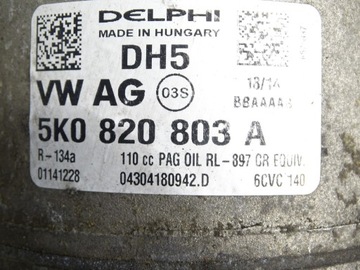 DELPHI
MADE IN HUNGARY
DH5
VW AG 03S
13/14
5K0 820 803 A
R-134a 110 cc PAG OIL RL-897 OR EQUIV.
01141228 04304180942.D 6CVC 140